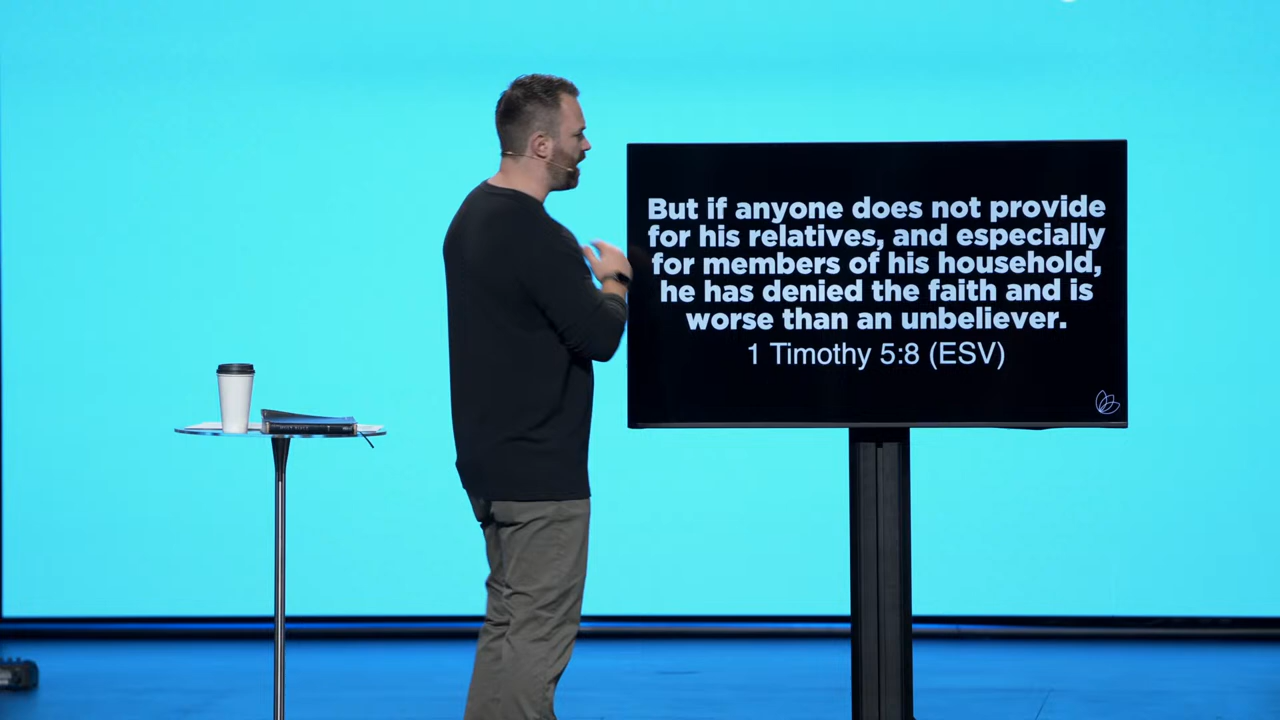 But if anyone does not provide
for his relatives, and especially
for members of his household,
he has denied the faith and is
worse than an unbeliever.
1 Timothy 5:8 (ESV)